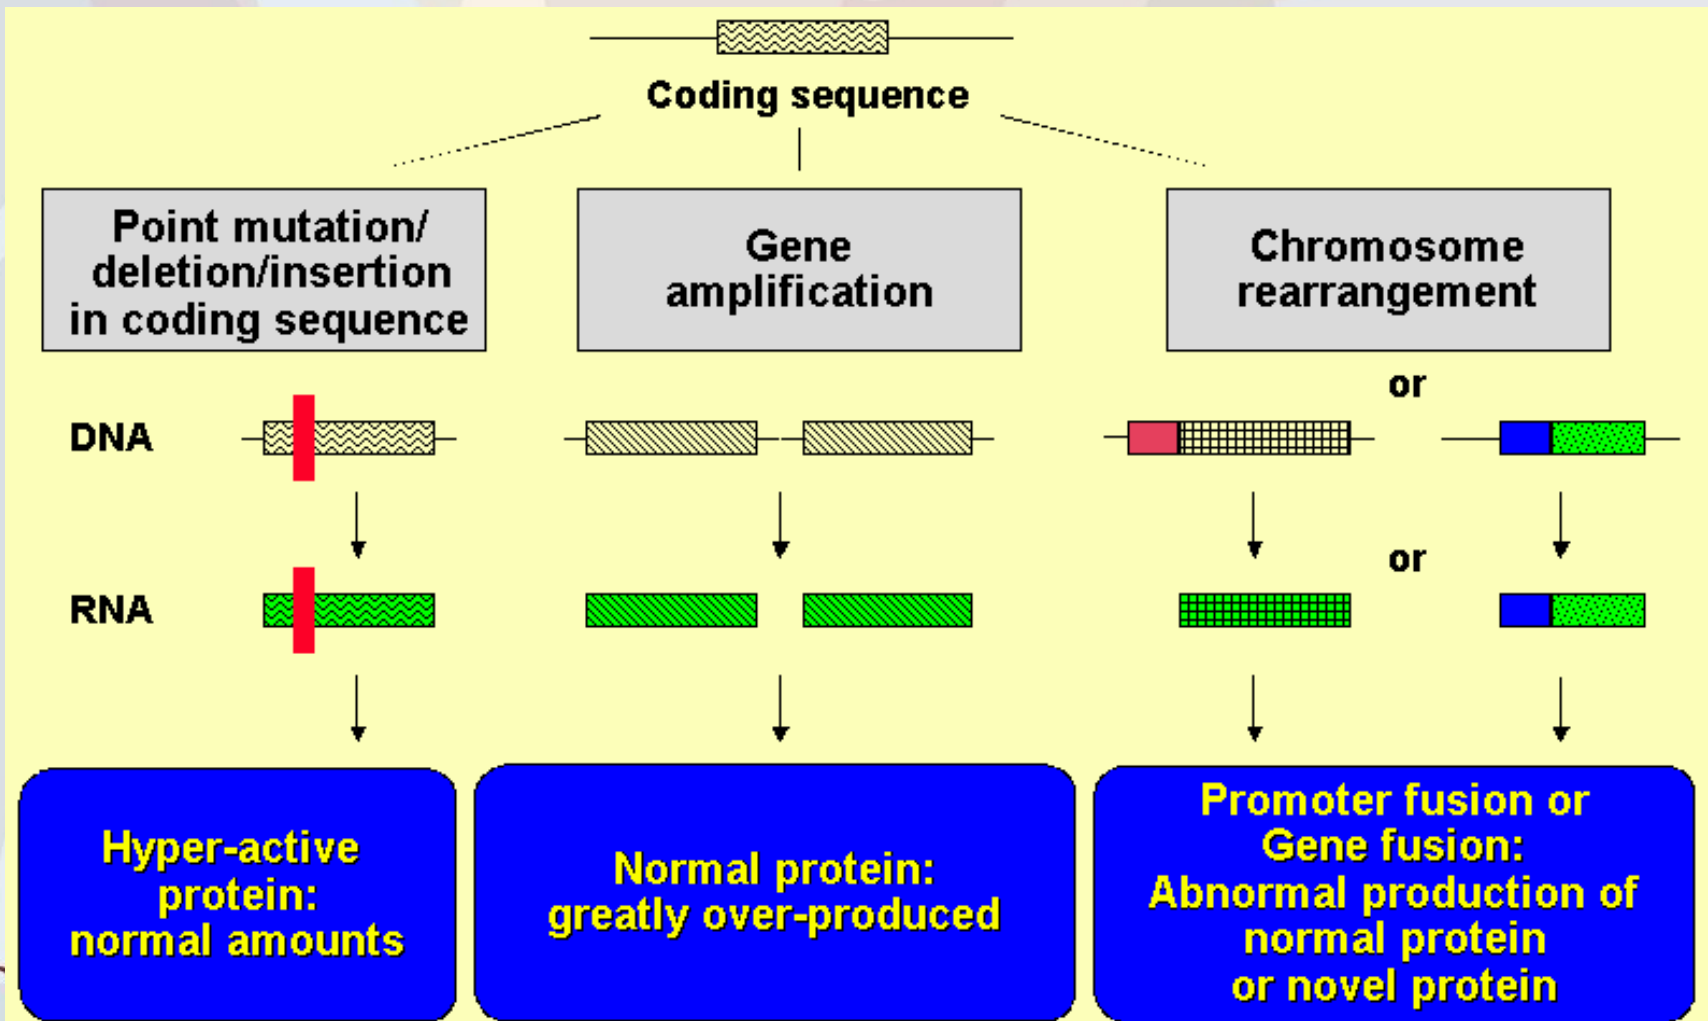 Coding sequence
Point mutation/
deletion/insertion
in coding sequence
Gene
amplification
Chromosome
rearrangement
or
DNA
or
RNA
Hyper-active
protein:
normal amounts
Normal protein:
greatly over-produced
Promoter fusion or
Gene fusion:
Abnormal production of
normal protein
or novel protein